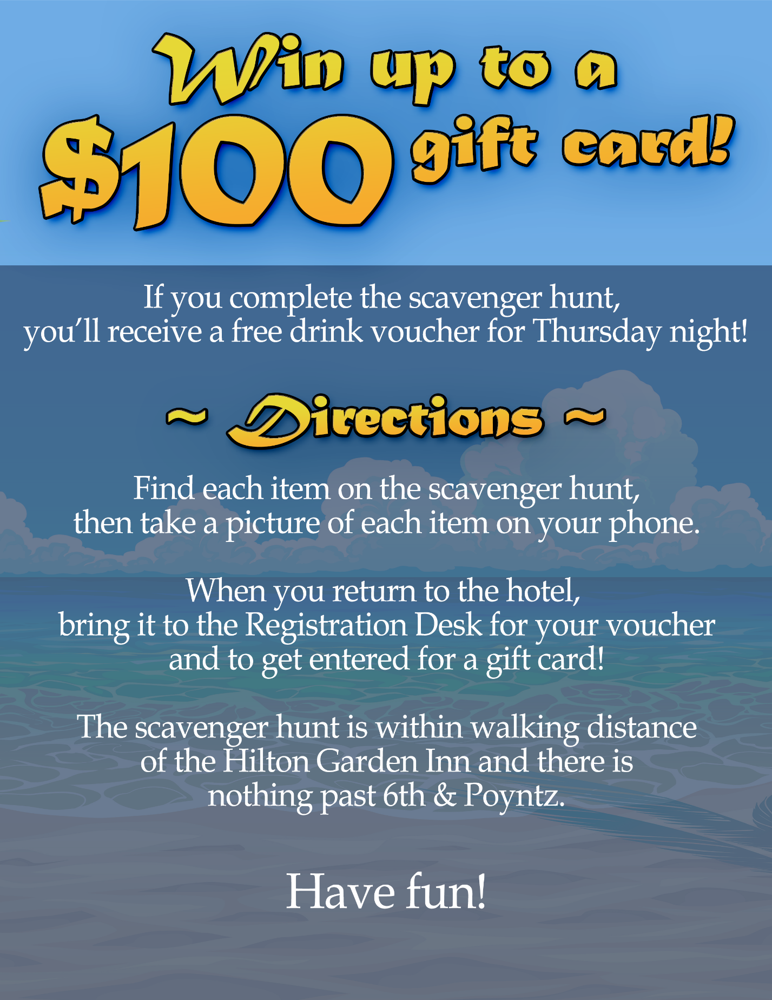 Win up to a
$100 gift card!
If you complete the scavenger hunt,
you’ll receive a free drink voucher for Thursday night!
~ Directions ~
Find each item on the scavenger hunt,
then take a picture of each item on your phone.
When you return to the hotel,
bring it to the Registration Desk for your voucher
and to get entered for a gift card!
The scavenger hunt is within walking distance
of the Hilton Garden Inn and there is
nothing past 6th & Poyntz.
Have fun!